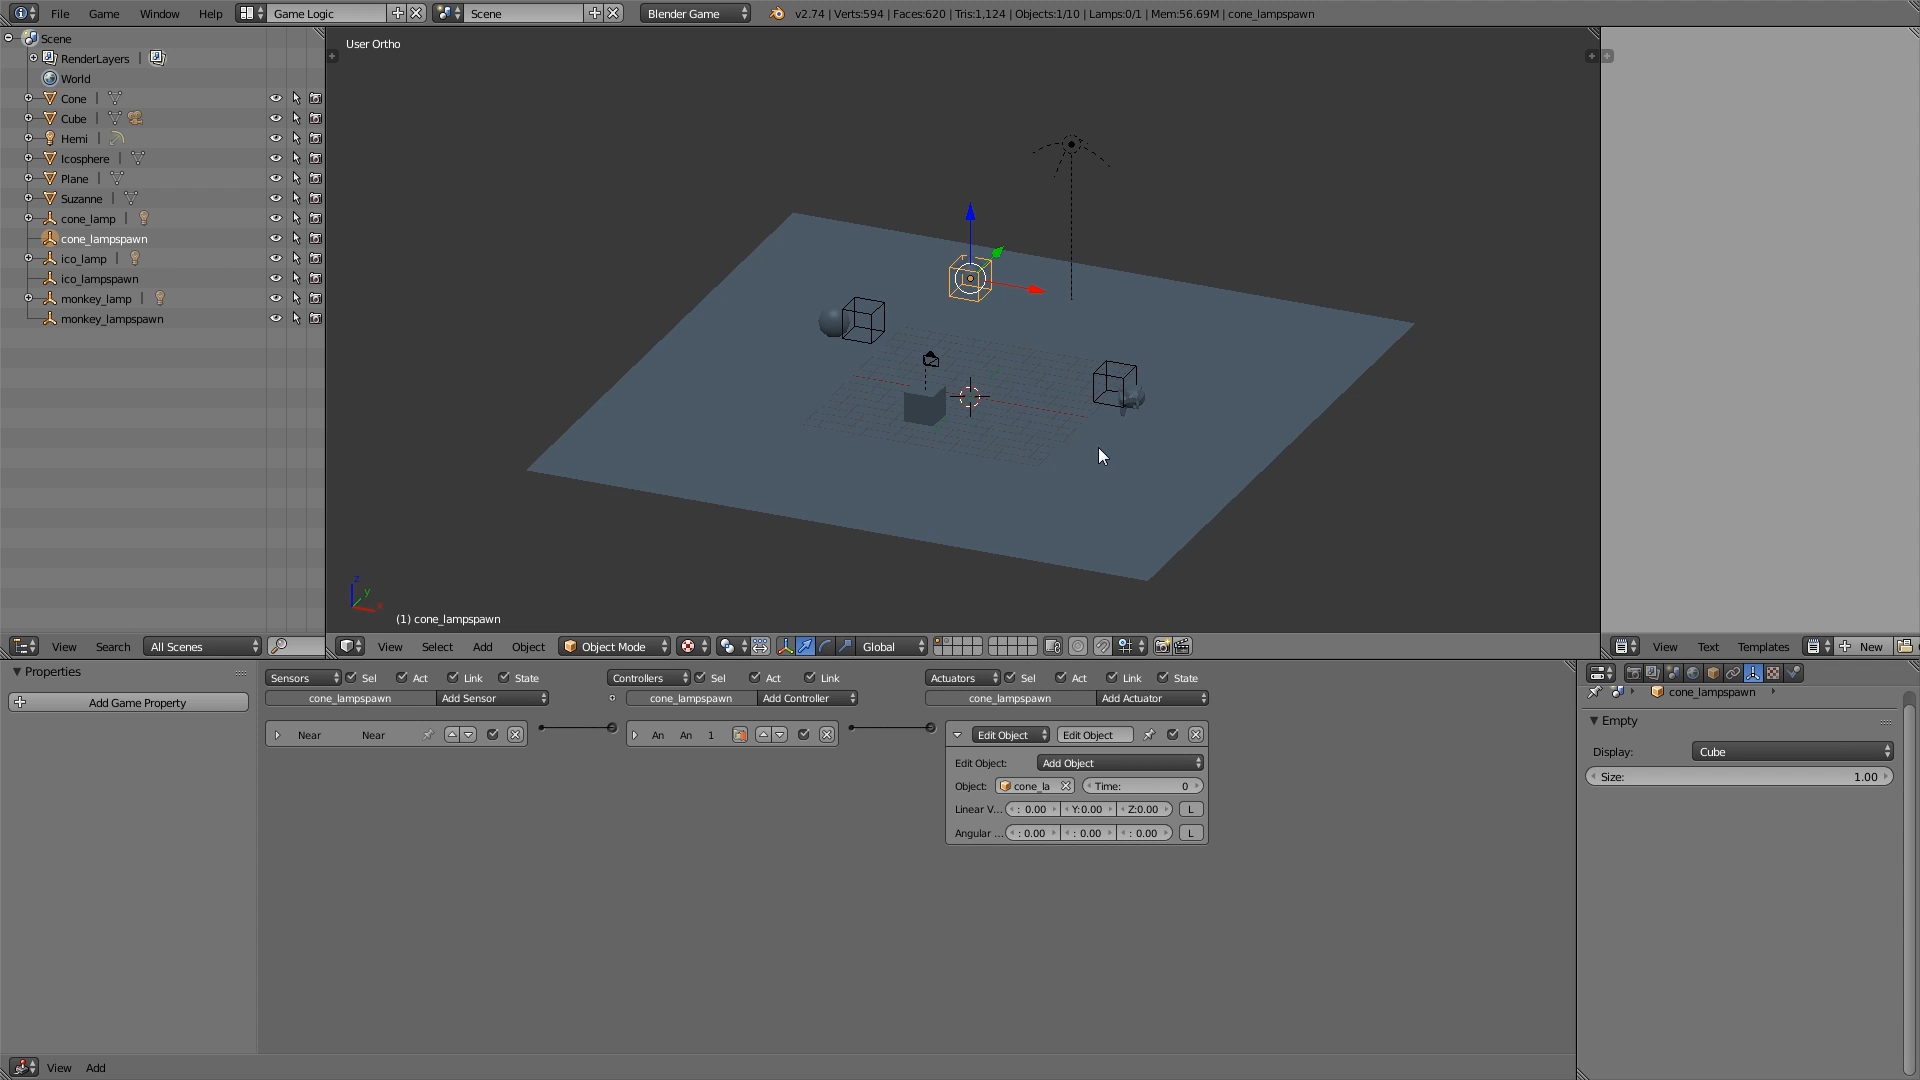 File Game Window Help Game Logic Scene Blender Game v2.74 | Verts:594 | Faces:620 | Tris:1,124 | Objects:1/10 | Lamps:0/1 | Mem:56.69M | cone_lampspawn
Scene
RenderLayers |
World
Cone |
Cube |
Hemi |
Icosphere |
Plane |
Suzanne |
cone_lamp |
cone_lampspawn
ico_lamp |
ico_lampspawn
monkey_lamp |
monkey_lampspawn
View Search All Scenes
User Ortho
z
y
x
(1) cone_lampspawn
View Select Add Object Object Mode Global
View Text Templates New
Properties
Add Game Property
Sensors Sel Act Link State
cone_lampspawn Add Sensor
Near Near
Controllers Sel Act Link
cone_lampspawn Add Controller
An An 1
Actuators Sel Act Link State
cone_lampspawn Add Actuator
Edit Object Edit Object
Edit Object: Add Object
Object: cone_la Time: 0
Linear V... : 0.00 Y:0.00 Z:0.00 L
Angular ... : 0.00 : 0.00 : 0.00 L
cone_lampspawn
Empty
Display: Cube
Size: 1.00
View Add